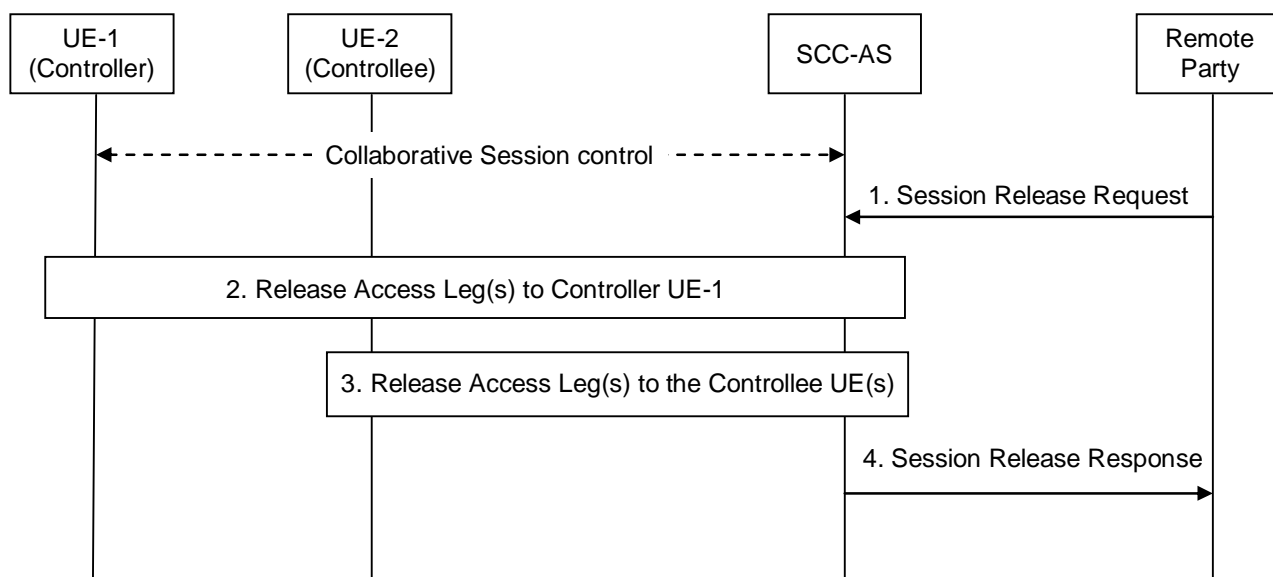 UE-1
(Controller)
UE-2
(Controllee)
SCC-AS
Remote
Party
Collaborative Session control
1. Session Release Request
2. Release Access Leg(s) to Controller UE-1
3. Release Access Leg(s) to the Controllee UE(s)
4. Session Release Response